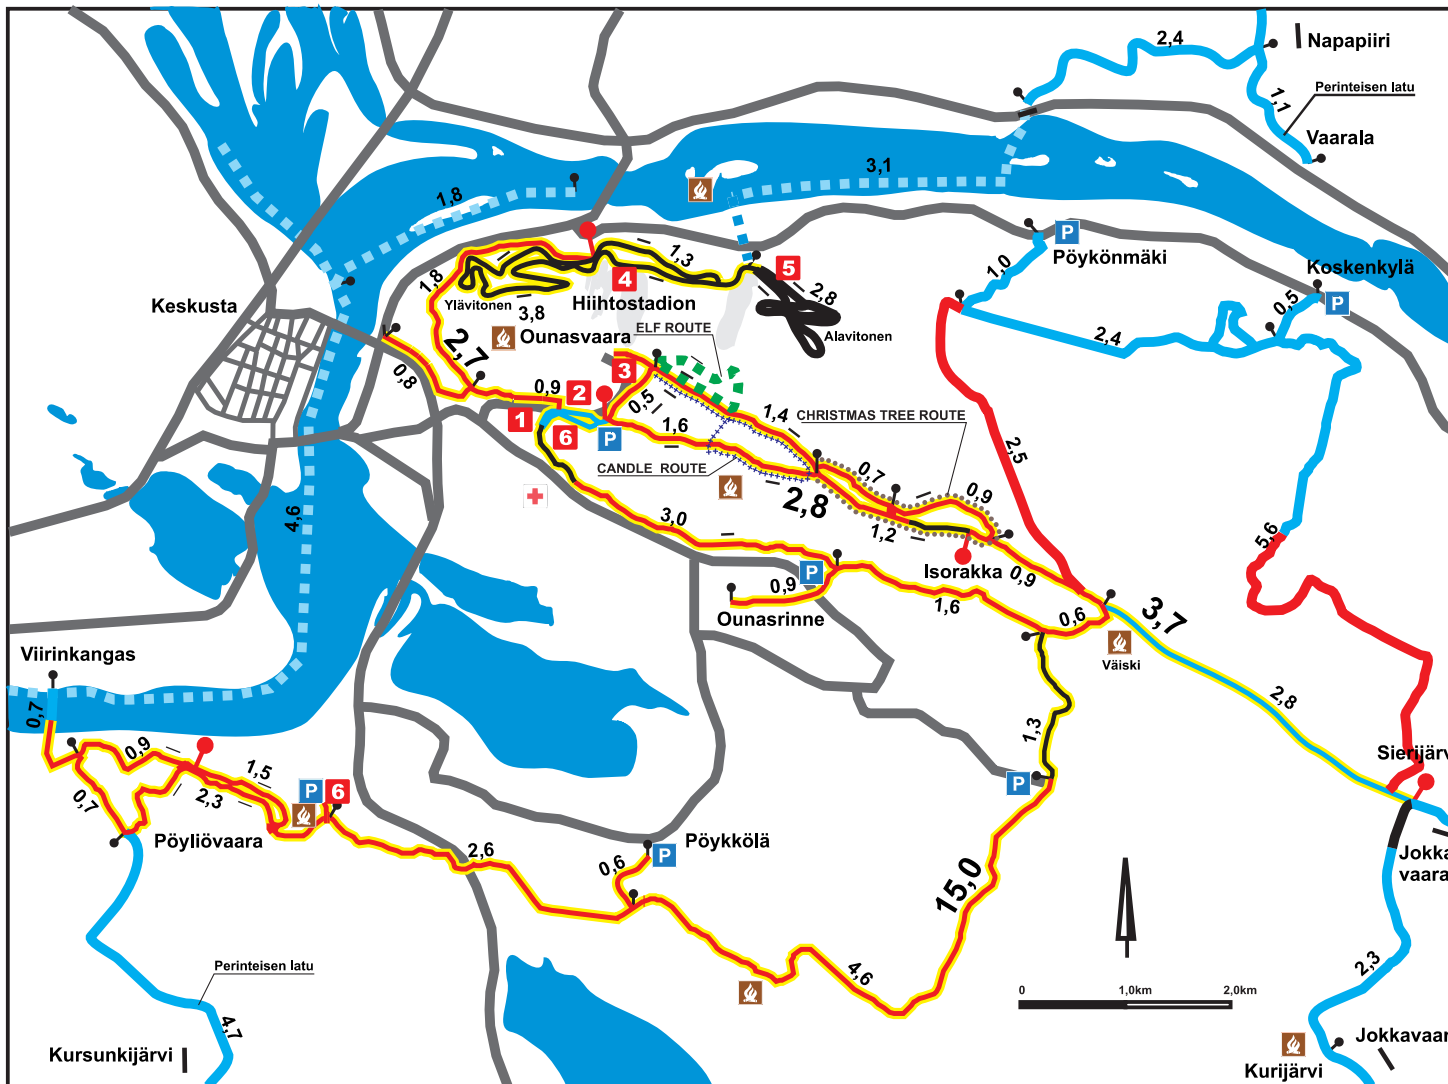 2,4
Napapiiri
1,1
Perinteisen latu
Vaarala
3,1
1,8
P
Pöykönmäki
1,0
Koskenkylä
0,5
P
Keskusta
1,8
1,3
5
4
2,8
Ylävitonen
3,8
Hiihtostadion
Alavitonen
2,7
Ounasvaara
ELF ROUTE
2,4
0,8
3
0,9
2
0,5
1
6
P
1,6
1,4
CHRISTMAS TREE ROUTE
CANDLE ROUTE
2,5
2,8
0,7
0,9
1,2
4,6
3,0
5,6
Isorakka
0,9
P
0,9
Ounasrinne
1,6
0,6
3,7
Väiski
Viirinkangas
0,7
2,8
1,3
Sierijärv
P
0,9
1,5
2,3
P
6
0,7
Pöyliövaara
2,6
Pöykkölä
P
0,6
Jokka
vaara
15,0
Perinteisen latu
4,6
2,3
0
1,0km
2,0km
4,7
Kursunkijärvi
Jokkavaar
Kurijärvi